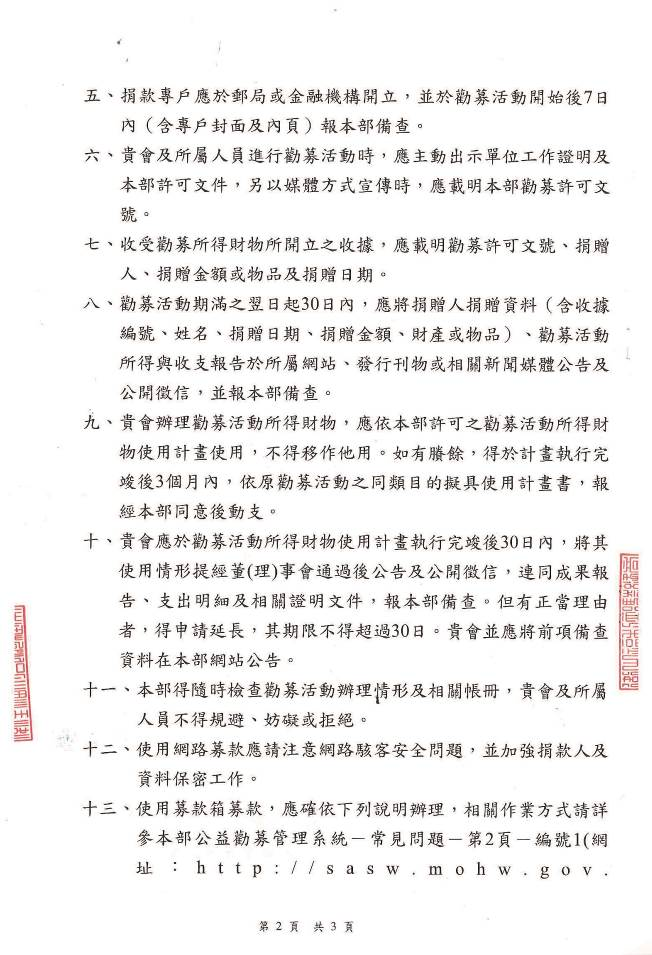 五、捐款專戶應於郵局或金融機構開立，並於勸募活動開始後7日
內（含專戶封面及內頁）報本部備查。
六、貴會及所屬人員進行勸募活動時，應主動出示單位工作證明及
本部許可文件，另以媒體方式宣傳時，應載明本部勸募許可文
號。
七、收受勸募所得財物所開立之收據，應載明勸募許可文號、捐贈
人、捐贈金額或物品及捐贈日期。
八、勸募活動期滿之翌日起30日內，應將捐贈人捐贈資料（含收據
編號、姓名、捐贈日期、捐贈金額、財產或物品）、勸募活動
所得與收支報告於所屬網站、發行刊物或相關新聞媒體公告及
公開徵信，並報本部備查。
九、貴會辦理勸募活動所得財物，應依本部許可之勸募活動所得財
物使用計畫使用，不得移作他用。如有賸餘，得於計畫執行完
竣後3個月內，依原勸募活動之同類目的擬具使用計畫書，報
經本部同意後動支。
十、貴會應於勸募活動所得財物使用計畫執行完竣後30日內，將其
使用情形提經董(理)事會通過後公告及公開徵信，連同成果報
告、支出明細及相關證明文件，報本部備查。但有正當理由
者，得申請延長，其期限不得超過30日。貴會並應將前項備查
資料在本部網站公告。
十一、本部得隨時檢查勸募活動辦理情形及相關帳冊，貴會及所屬
人員不得規避、妨礙或拒絕。
十二、使用網路募款應請注意網路駭客安全問題，並加強捐款人及
資料保密工作。
十三、使用募款箱募款，應確依下列說明辦理，相關作業方式請詳
參本部公益勸募管理系統－常見問題－第2頁－編號1(網
址：http://sasw.mohw.gov.
第 2 頁 共 3 頁